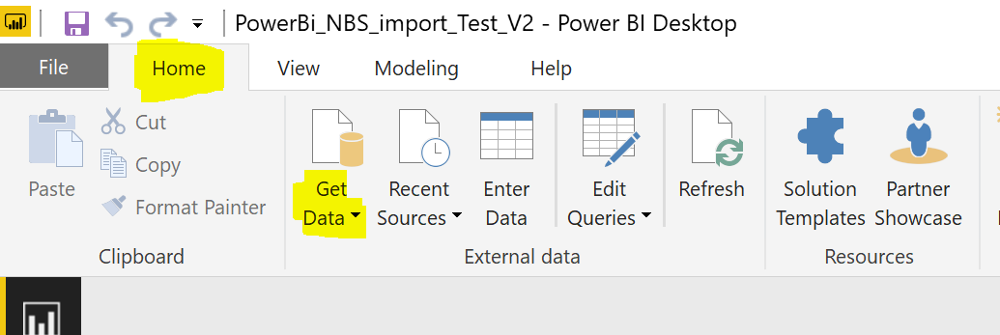 PowerBi_NBS_import_Test_V2 - Power BI Desktop
File
Home
View
Modeling
Help
Paste
Cut
Copy
Format Painter
Clipboard
Get
Data
Recent
Sources
Enter
Data
Edit
Queries
Refresh
External data
Solution
Templates
Partner
Showcase
Resources